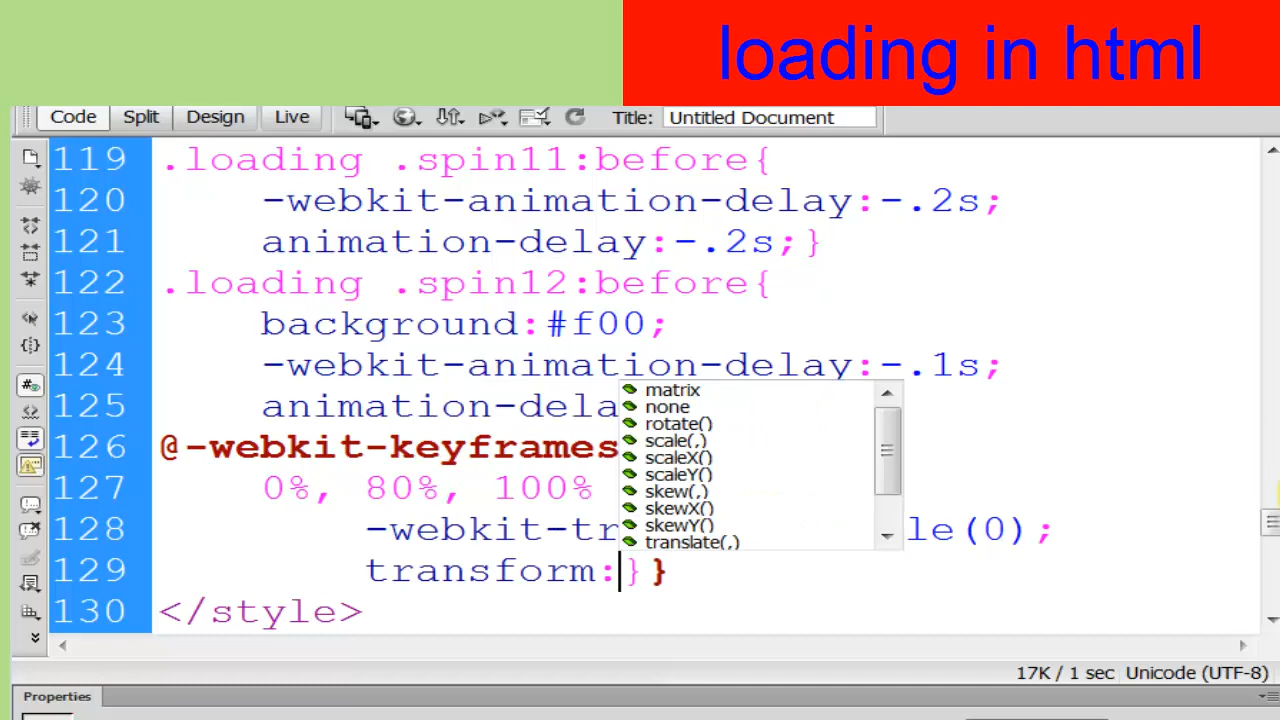 loading in html
Code Split Design Live Title: Untitled Document
119 .loading .spin11:before{
120 -webkit-animation-delay:-.2s;
121 animation-delay:-.2s;}
122 .loading .spin12:before{
123 background:#f00;
124 -webkit-animation-delay:-.1s;
125 animation-dela
126 @-webkit-keyframes
127 0%, 80%, 100%
128 -webkit-tr le(0);
129 transform:}}
130 </style>
matrix
none
rotate()
scale(,)
scaleX()
scaleY()
skew(,)
skewX()
skewY()
translate(,)
17K / 1 sec Unicode (UTF-8)
Properties